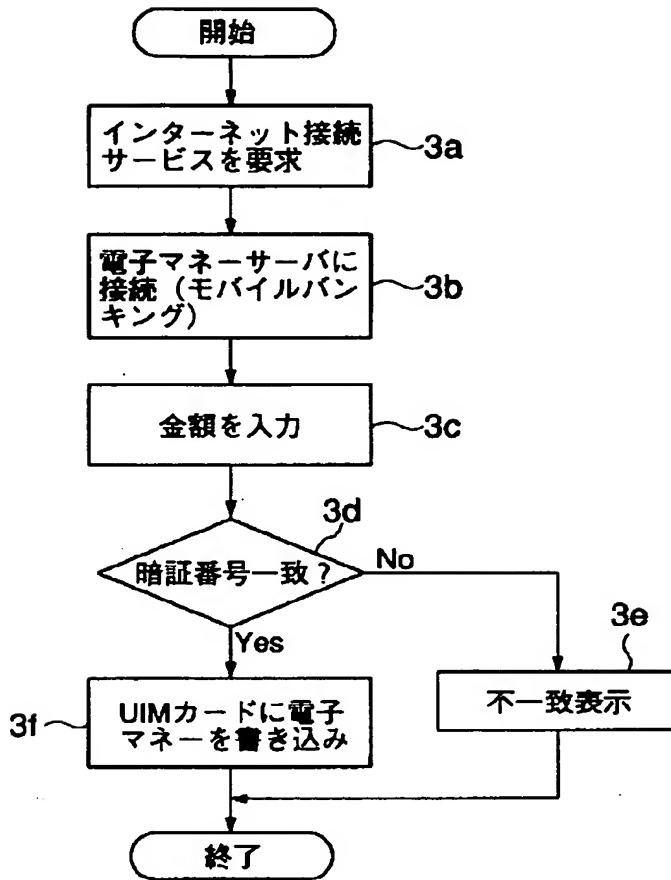 開始
インターネット接続
サービスを要求
3a
電子マネーサーバに
接続（モバイルバン
キング）
3b
金額を入力
3c
3d
暗証番号一致？
No
Yes
3e
不一致表示
3f
UIMカードに電子
マネーを書き込み
終了